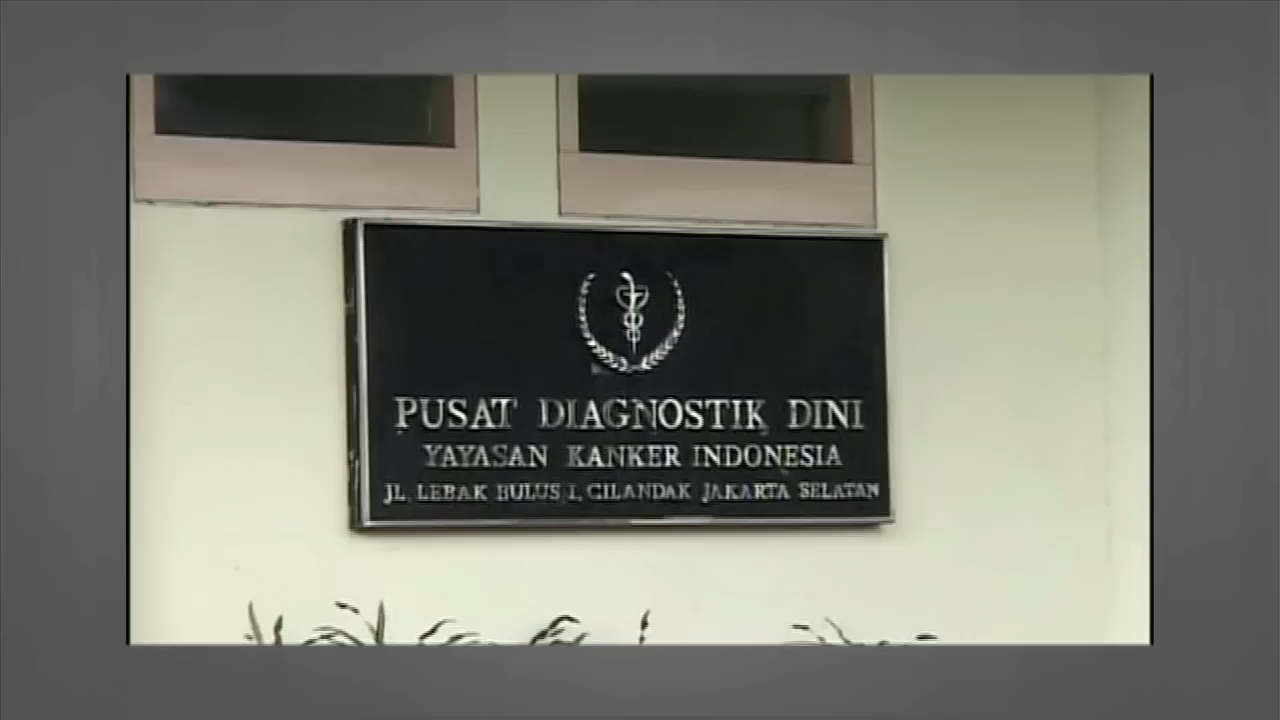 PUSAT DIAGNOSTIK DINI
YAYASAN KANKER INDONESIA
JL. LEBAK BULUS I, CILANDAK JAKARTA SELATAN